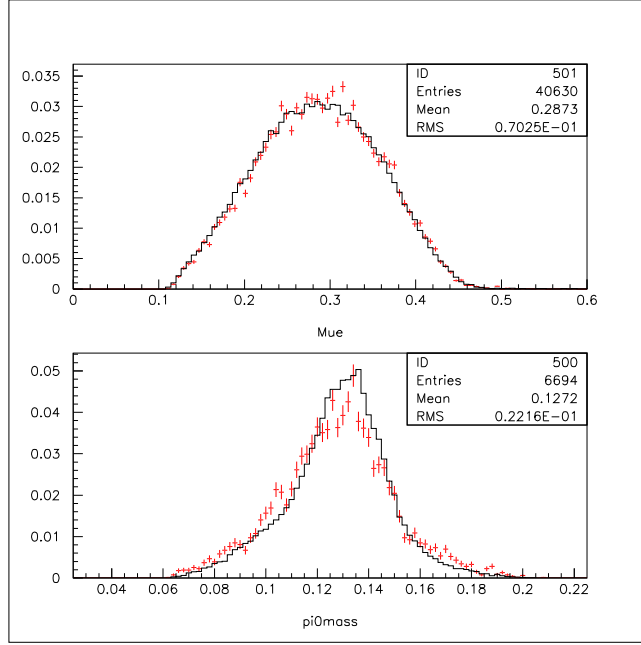 0.035
0.03
0.025
0.02
0.015
0.01
0.005
0
0 0.1 0.2 0.3 0.4 0.5 0.6
Mue
ID 501
Entries 40630
Mean 0.2873
RMS 0.7025E-01
0.05
0.04
0.03
0.02
0.01
0
0.04 0.06 0.08 0.1 0.12 0.14 0.16 0.18 0.2 0.22
pi0mass
ID 500
Entries 6694
Mean 0.1272
RMS 0.2216E-01